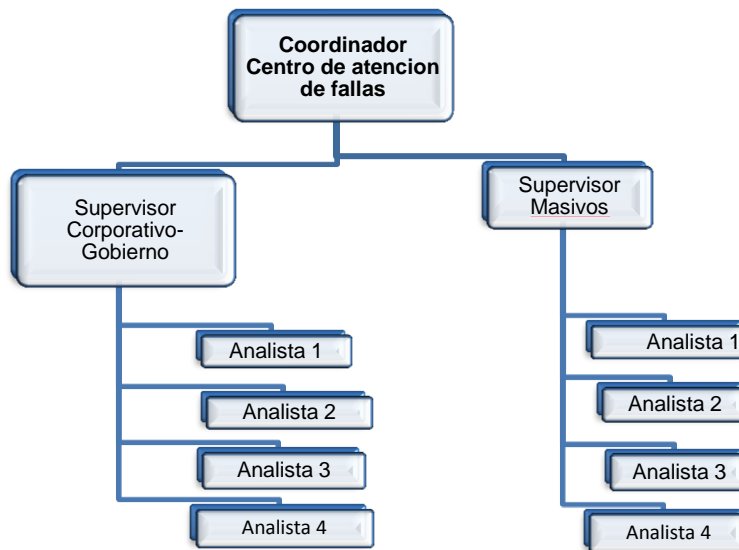 Coordinador
Centro de atencion
de fallas
Supervisor
Corporativo-
Gobierno
Supervisor
Masivos
Analista 1
Analista 2
Analista 3
Analista 4
Analista 1
Analista 2
Analista 3
Analista 4